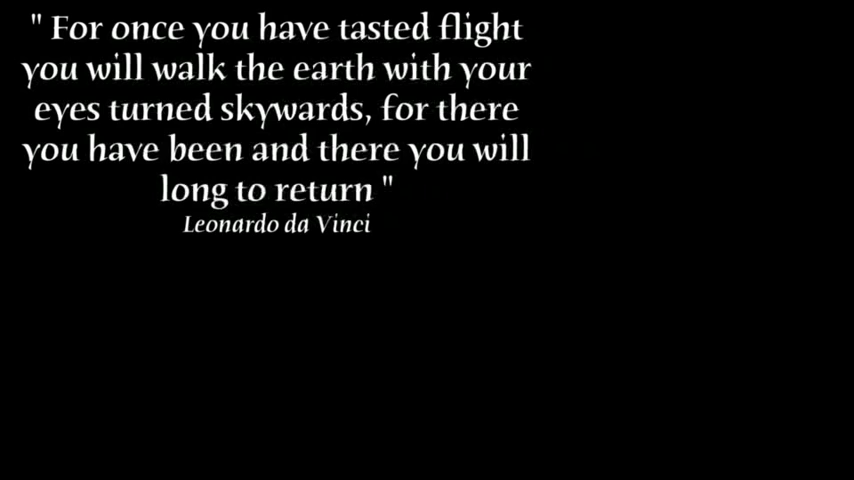 " For once you have tasted flight
you will walk the earth with your
eyes turned skywards, for there
you have been and there you will
long to return "
Leonardo da Vinci